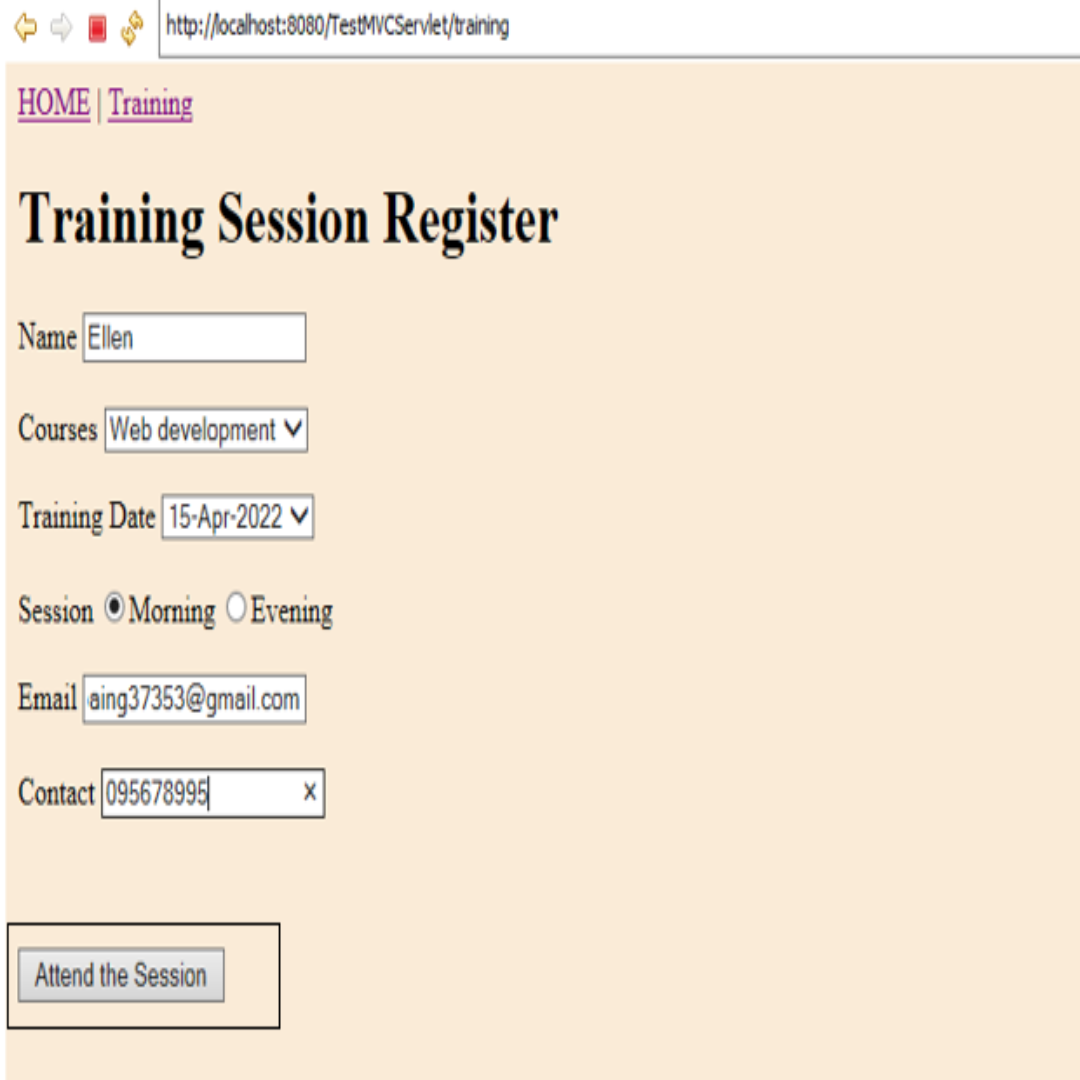 http://localhost:8080/TestMVCServlet/training
HOME | Training
Training Session Register
Name Ellen
Courses Web development
Training Date 15-Apr-2022
Session Morning Evening
Email aing37353@gmail.com
Contact 095678995
Attend the Session